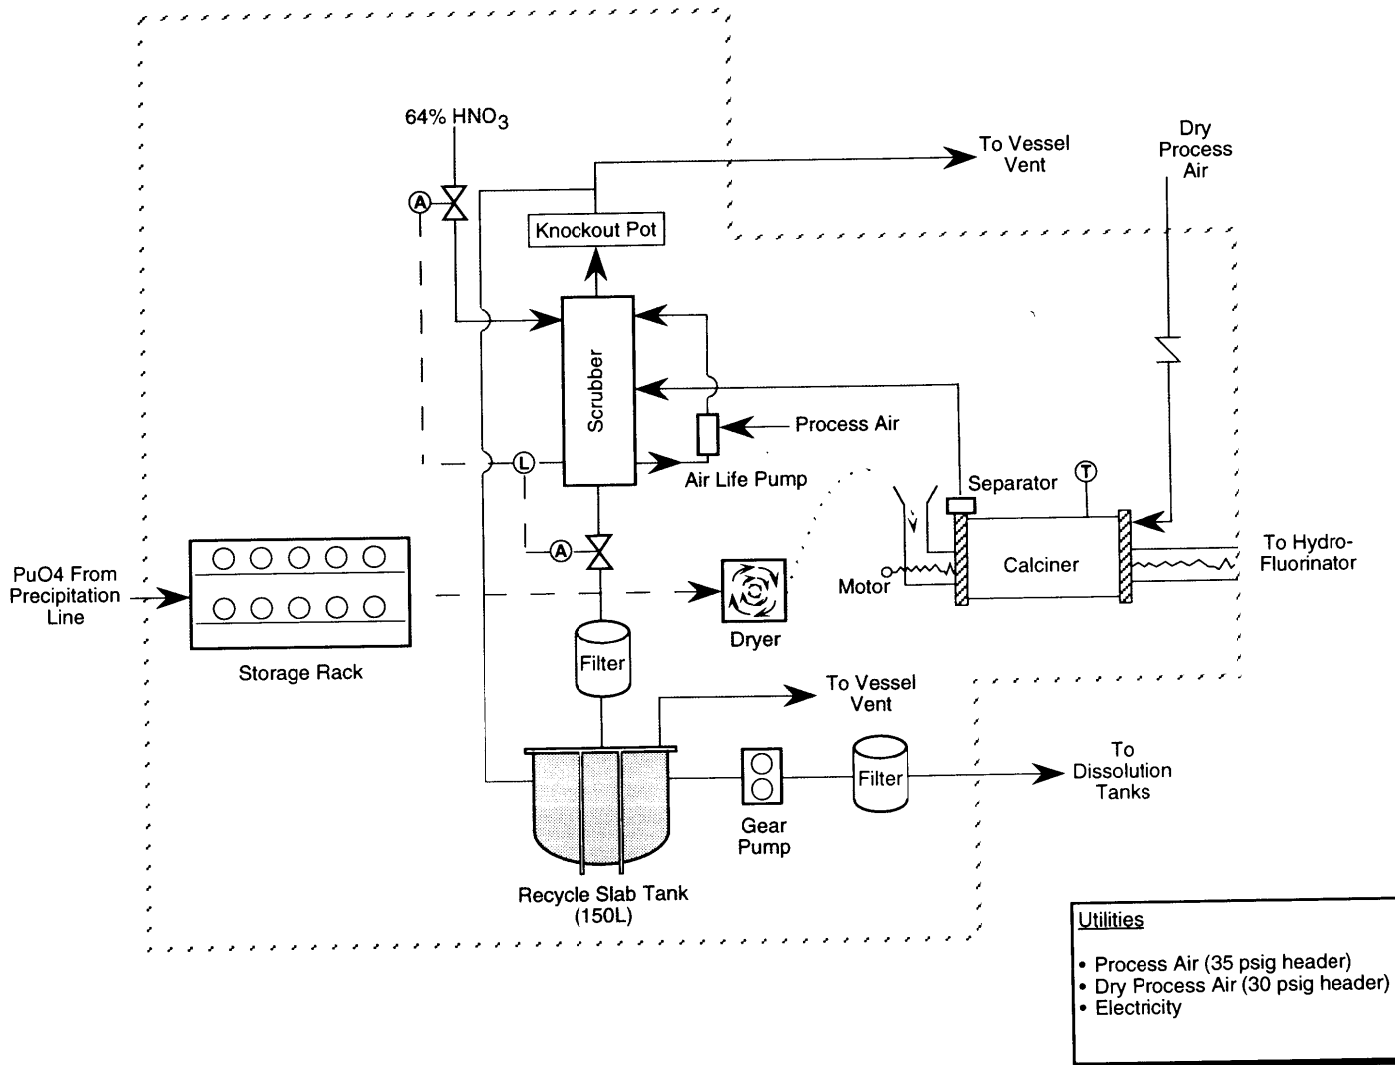 64% HNO3
To Vessel
Vent
Dry
Process
Air
A
Knockout Pot
Scrubber
Process Air
L
Air Life Pump
Separator
T
A
Calciner
Motor
To Hydro-
Fluorinator
PuO4 From
Precipitation
Line
Storage Rack
Dryer
Filter
To Vessel
Vent
Filter
To
Dissolution
Tanks
Gear
Pump
Recycle Slab Tank
(150L)
Utilities
• Process Air (35 psig header)
• Dry Process Air (30 psig header)
• Electricity